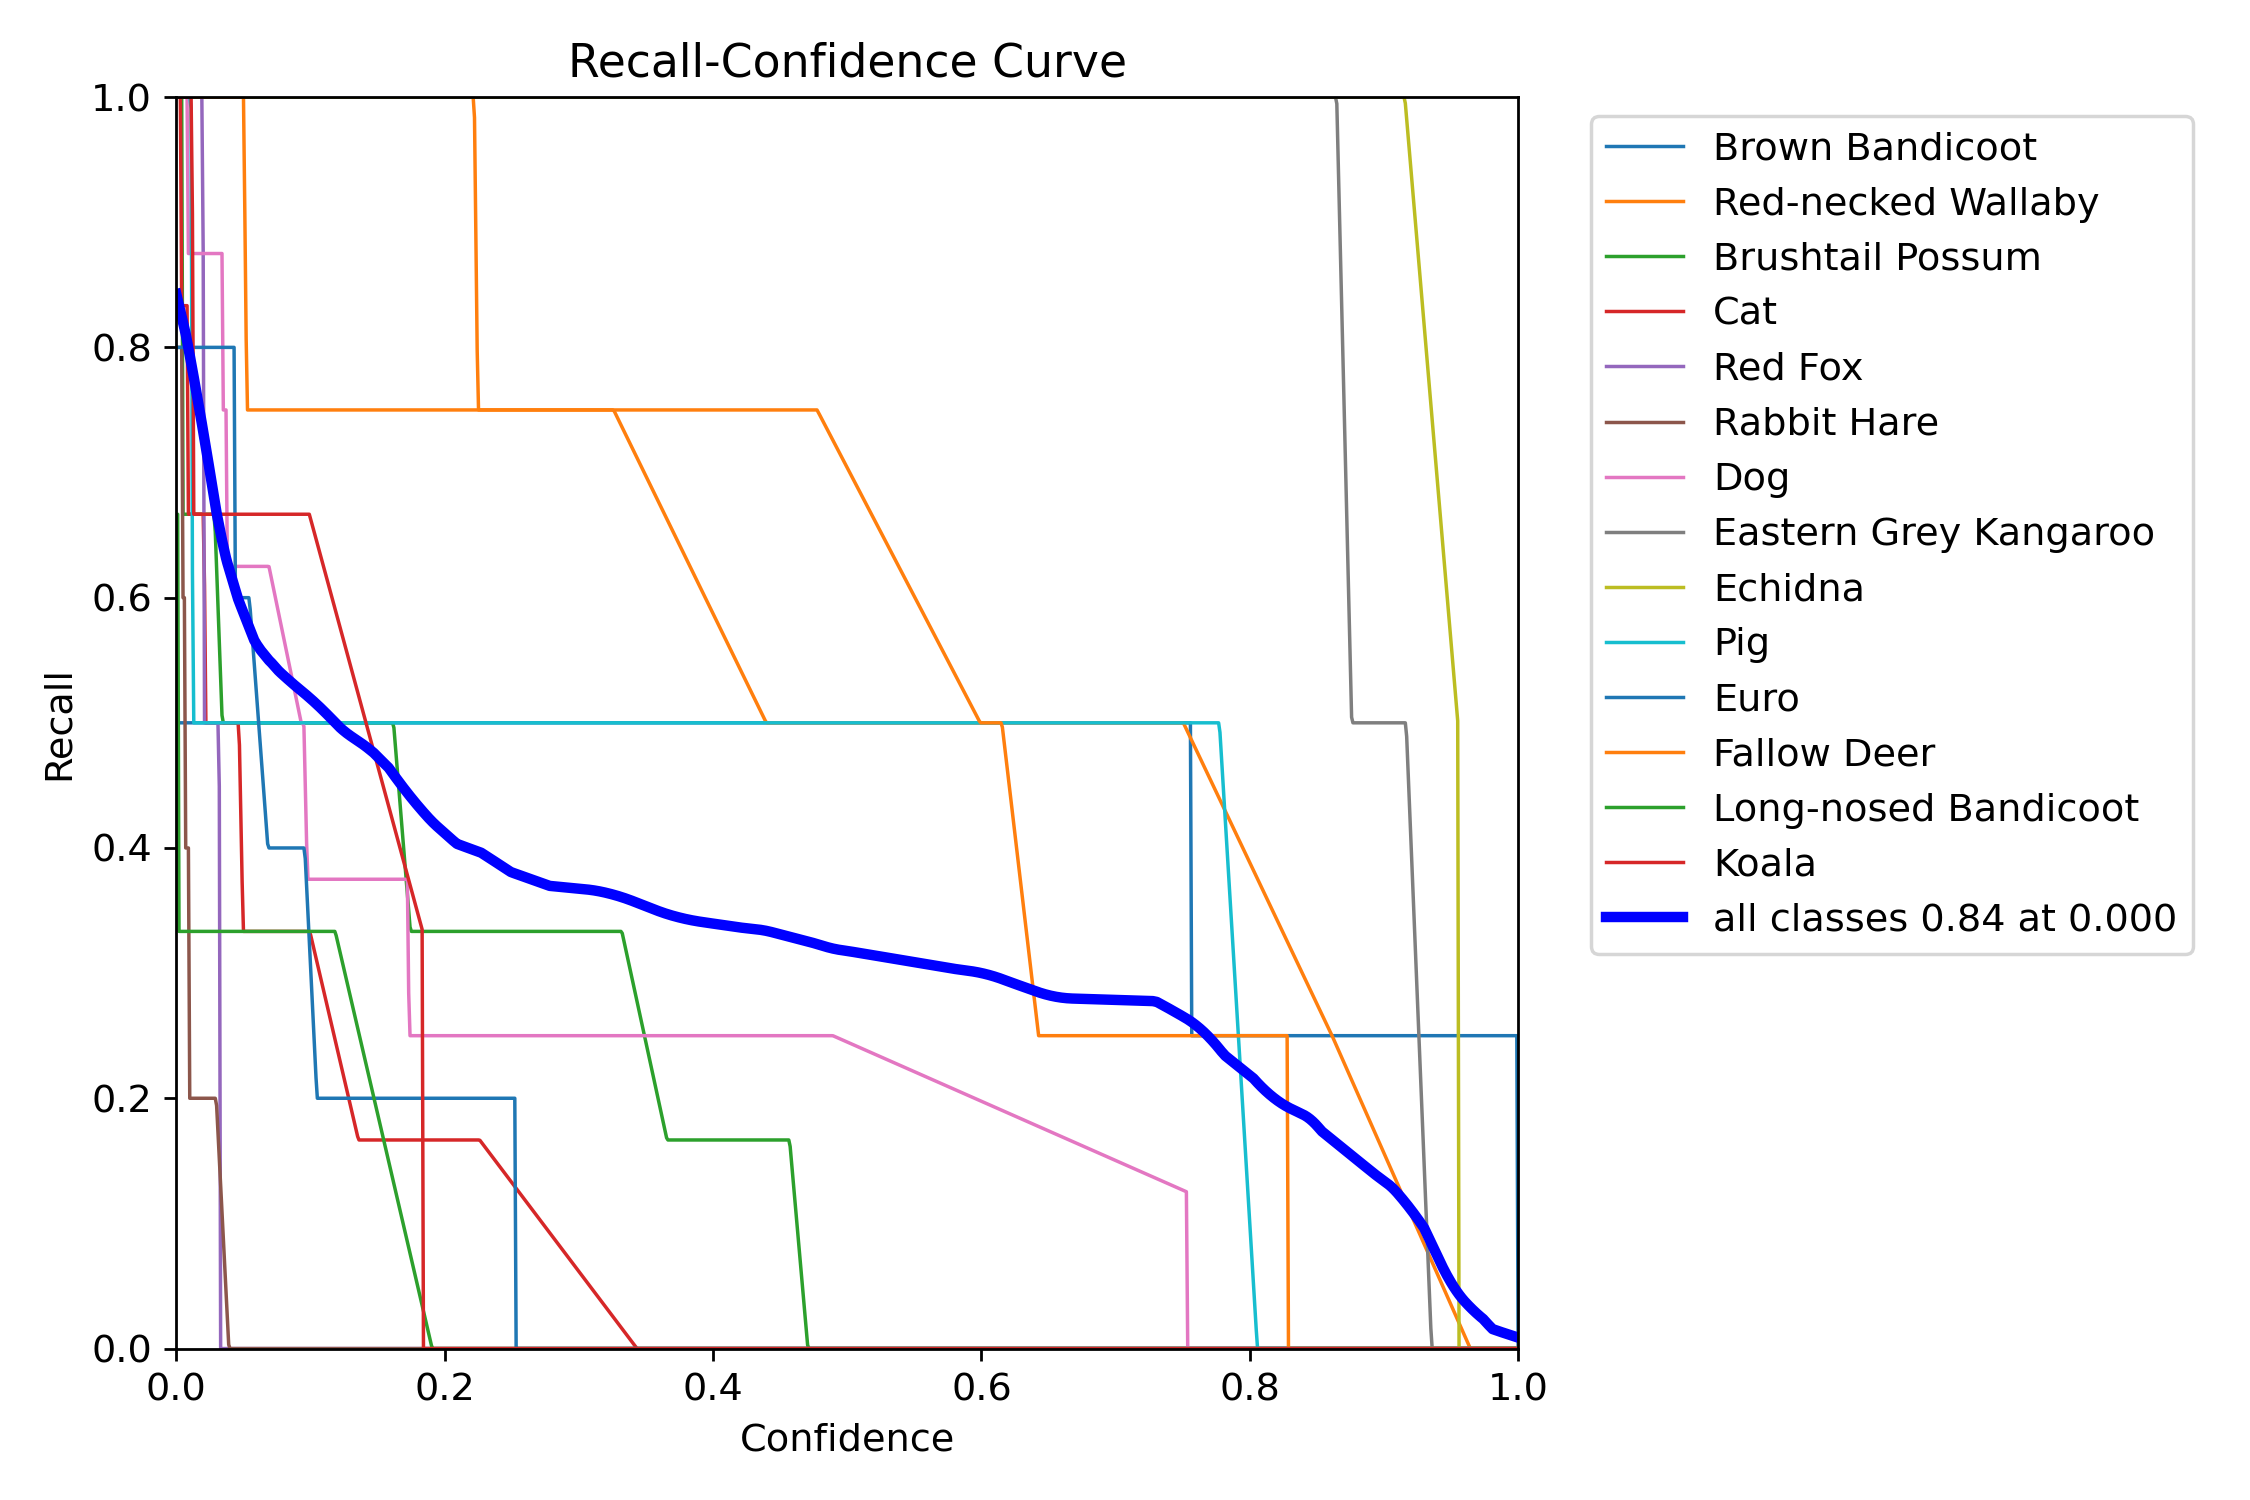 Recall-Confidence Curve
1.0
0.8
0.6
0.4
0.2
0.0
Recall
0.0 0.2 0.4 0.6 0.8 1.0
Confidence
Brown Bandicoot
Red-necked Wallaby
Brushtail Possum
Cat
Red Fox
Rabbit Hare
Dog
Eastern Grey Kangaroo
Echidna
Pig
Euro
Fallow Deer
Long-nosed Bandicoot
Koala
all classes 0.84 at 0.000